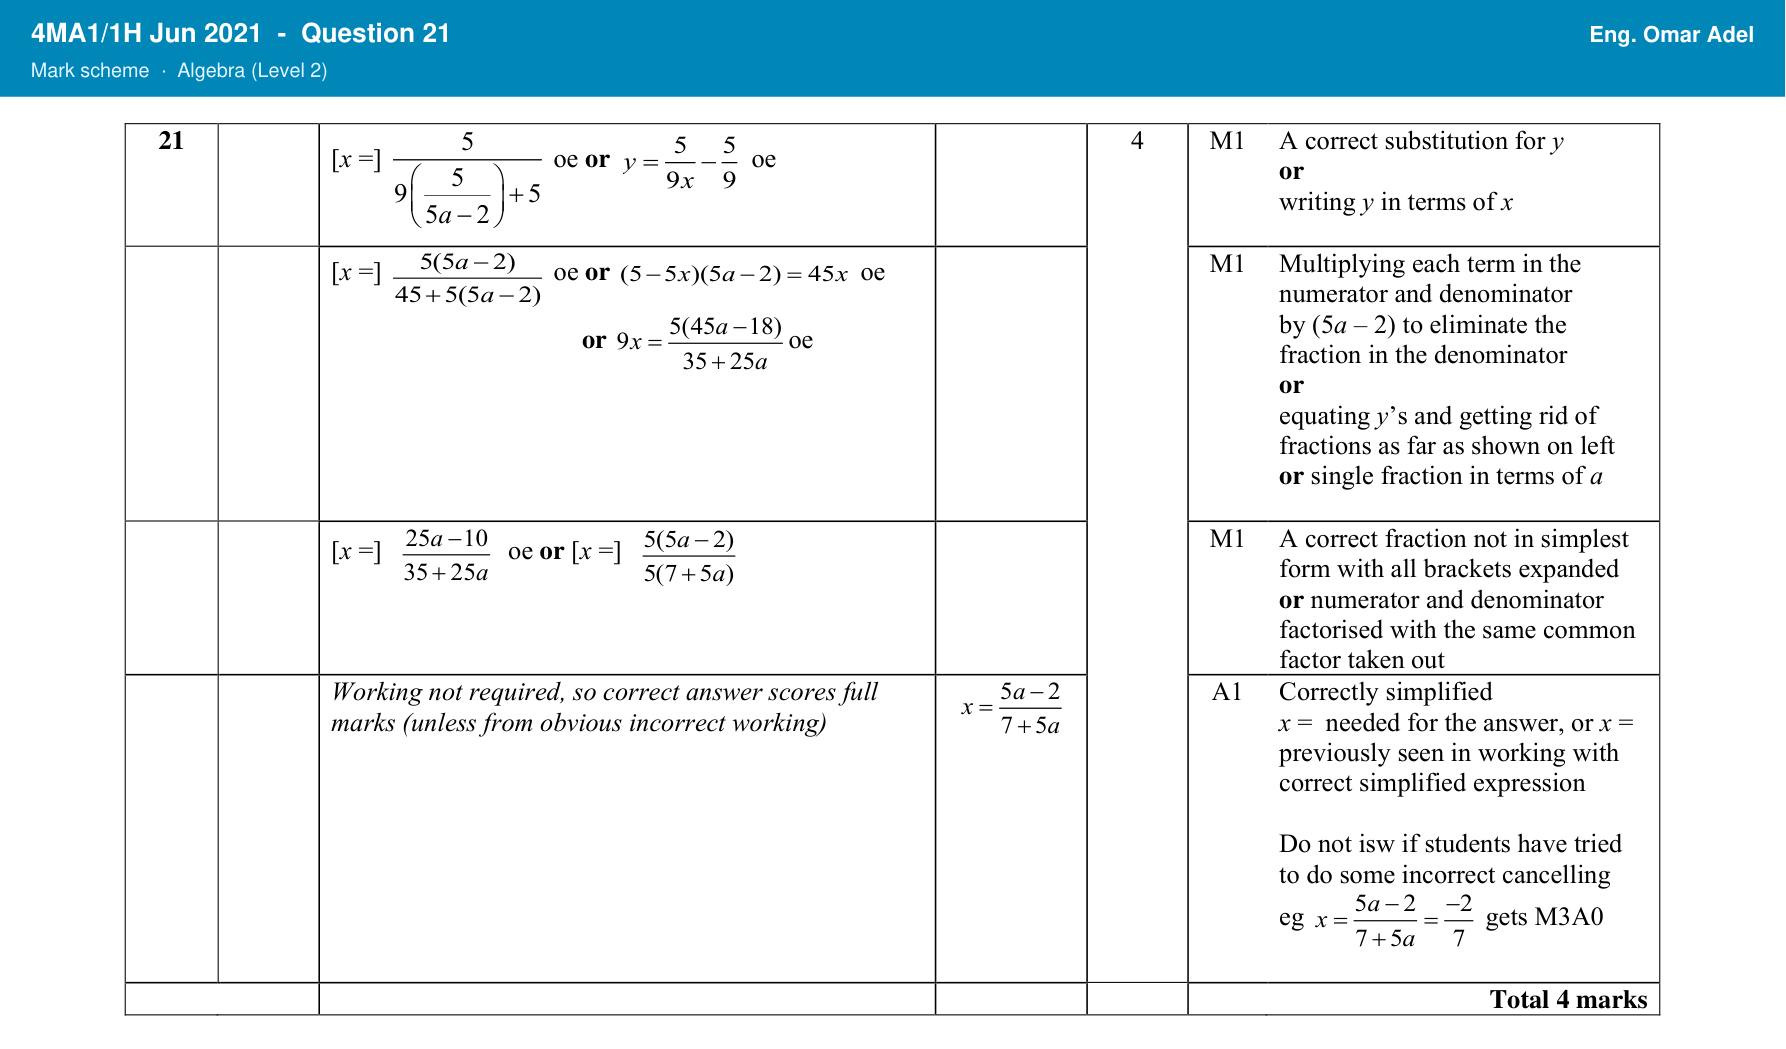 4MA1/1H Jun 2021 - Question 21
Eng. Omar Adel
Mark scheme · Algebra (Level 2)
21
[x =] 5 / (9(5/(5a − 2)) + 5) oe or y = 5/(9x) − 5/9 oe
4
M1 A correct substitution for y
or
writing y in terms of x
[x =] 5(5a − 2) / (45 + 5(5a − 2)) oe or (5 − 5x)(5a − 2) = 45x oe
or 9x = 5(45a − 18) / (35 + 25a) oe
M1 Multiplying each term in the
numerator and denominator
by (5a – 2) to eliminate the
fraction in the denominator
or
equating y’s and getting rid of
fractions as far as shown on left
or single fraction in terms of a
[x =] (25a − 10) / (35 + 25a) oe or [x =] 5(5a − 2) / 5(7 + 5a)
M1 A correct fraction not in simplest
form with all brackets expanded
or numerator and denominator
factorised with the same common
factor taken out
Working not required, so correct answer scores full
marks (unless from obvious incorrect working)
x = (5a − 2) / (7 + 5a)
A1 Correctly simplified
x = needed for the answer, or x =
previously seen in working with
correct simplified expression
Do not isw if students have tried
to do some incorrect cancelling
eg x = (5a − 2) / (7 + 5a) = −2/7 gets M3A0
Total 4 marks